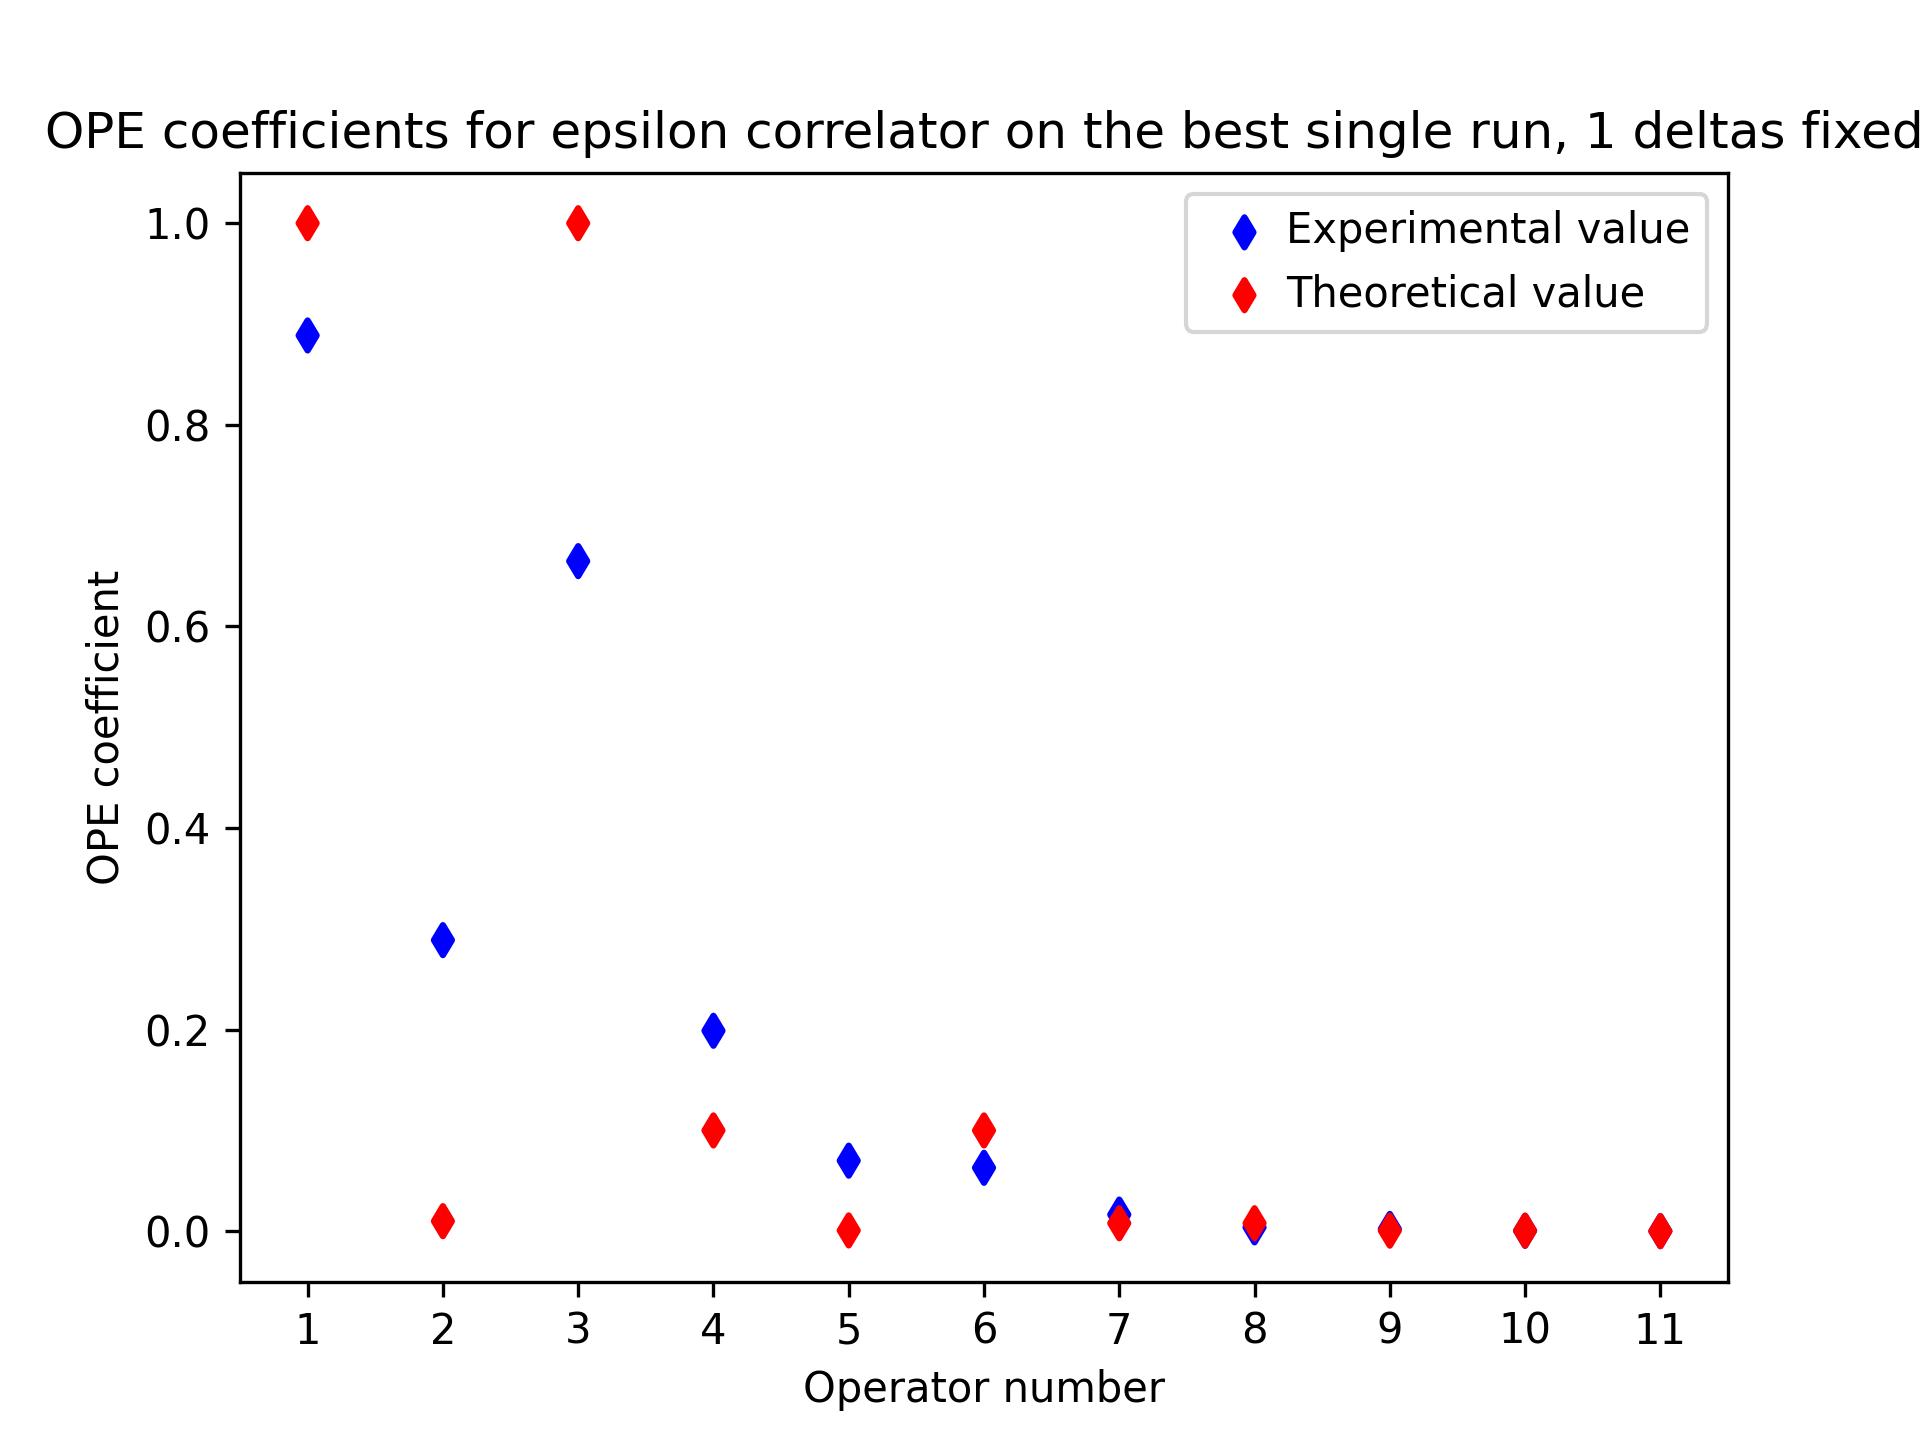 OPE coefficients for epsilon correlator on the best single run, 1 deltas fixed
Experimental value
Theoretical value
1.0
0.8
0.6
0.4
0.2
0.0
OPE coefficient
1 2 3 4 5 6 7 8 9 10 11
Operator number